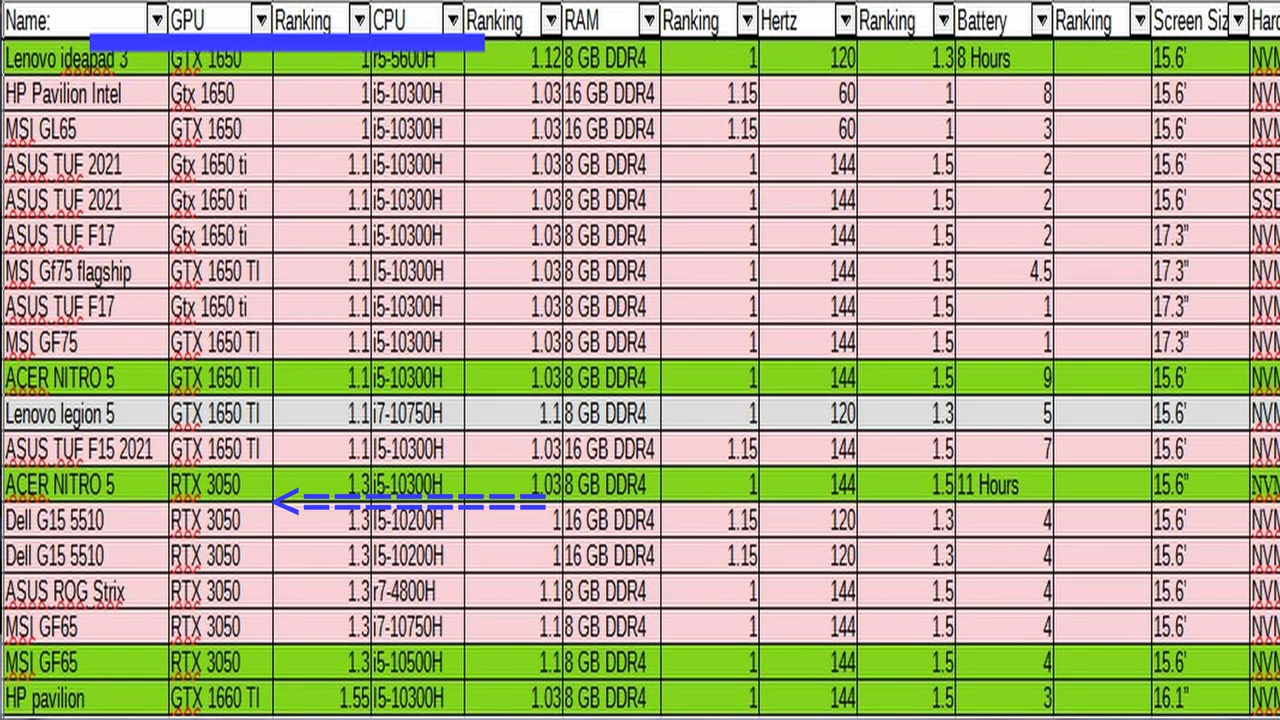 Name: GPU Ranking CPU Ranking RAM Ranking Hertz Ranking Battery Ranking Screen Siz Hard
Lenovo ideapad 3 GTX 1650 1 r5-5600H 1.12 8 GB DDR4 1 120 1.3 8 Hours 15.6' NVM
HP Pavilion Intel Gtx 1650 1 i5-10300H 1.03 16 GB DDR4 1.15 60 1 8 15.6' NVM
MSI GL65 GTX 1650 1 i5-10300H 1.03 16 GB DDR4 1.15 60 1 3 15.6' NVM
ASUS TUF 2021 Gtx 1650 ti 1.1 i5-10300H 1.03 8 GB DDR4 1 144 1.5 2 15.6' SSD
ASUS TUF 2021 Gtx 1650 ti 1.1 i5-10300H 1.03 8 GB DDR4 1 144 1.5 2 15.6' SSD
ASUS TUF F17 Gtx 1650 ti 1.1 i5-10300H 1.03 8 GB DDR4 1 144 1.5 2 17.3" NVM
MSI Gf75 flagship GTX 1650 TI 1.1 I5-10300H 1.03 8 GB DDR4 1 144 1.5 4.5 17.3" NVM
ASUS TUF F17 Gtx 1650 ti 1.1 i5-10300H 1.03 8 GB DDR4 1 144 1.5 1 17.3" NVM
MSI GF75 GTX 1650 TI 1.1 i5-10300H 1.03 8 GB DDR4 1 144 1.5 1 17.3" NVM
ACER NITRO 5 GTX 1650 TI 1.1 i5-10300H 1.03 8 GB DDR4 1 144 1.5 9 15.6' NVM
Lenovo legion 5 GTX 1650 TI 1.1 i7-10750H 1.1 8 GB DDR4 1 120 1.3 5 15.6' NVM
ASUS TUF F15 2021 GTX 1650 TI 1.1 I5-10300H 1.03 16 GB DDR4 1.15 144 1.5 7 15.6' NVM
ACER NITRO 5 RTX 3050 1.3 i5-10300H 1.03 8 GB DDR4 1 144 1.5 11 Hours 15.6" NVM
Dell G15 5510 RTX 3050 1.3 I5-10200H 1 16 GB DDR4 1.15 120 1.3 4 15.6' NVM
Dell G15 5510 RTX 3050 1.3 I5-10200H 1 16 GB DDR4 1.15 120 1.3 4 15.6' NVM
ASUS ROG Strix RTX 3050 1.3 r7-4800H 1.1 8 GB DDR4 1 144 1.5 4 15.6' NVM
MSI GF65 RTX 3050 1.3 i7-10750H 1.1 8 GB DDR4 1 144 1.5 4 15.6' NVM
MSI GF65 RTX 3050 1.3 i5-10500H 1.1 8 GB DDR4 1 144 1.5 4 15.6' NVM
HP pavilion GTX 1660 TI 1.55 I5-10300H 1.03 8 GB DDR4 1 144 1.5 3 16.1" NVM